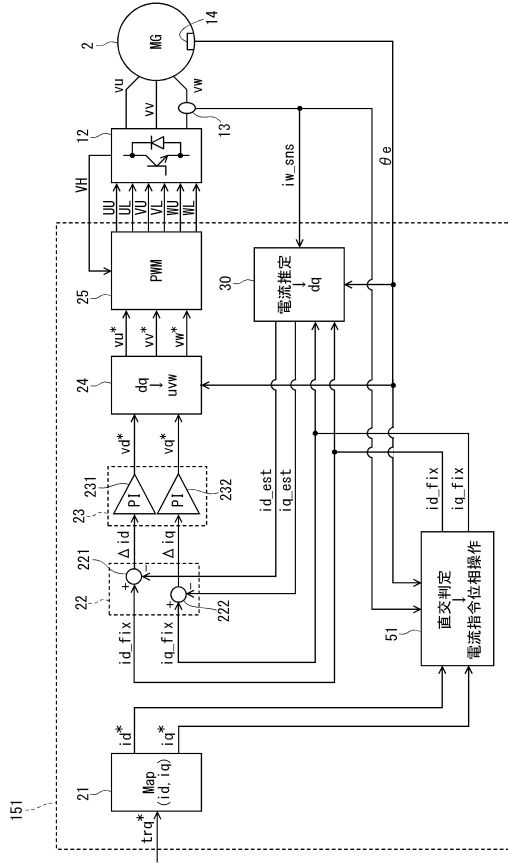 151
trq*
21
Map
(id, iq)
id*
iq*
id_fix
iq_fix
22
221
222
+
−
+
−
Δid
Δiq
23
231
PI
232
PI
vd*
vq*
24
dq
↓
uvw
vu*
vv*
vw*
25
PWM
VH
UU
UL
VU
VL
WU
WL
12
vu
vv
vw
13
2
MG
14
iw_sns
θe
30
電流推定
→dq
id_est
iq_est
51
直交判定
↓
電流指令位相操作
id_fix
iq_fix